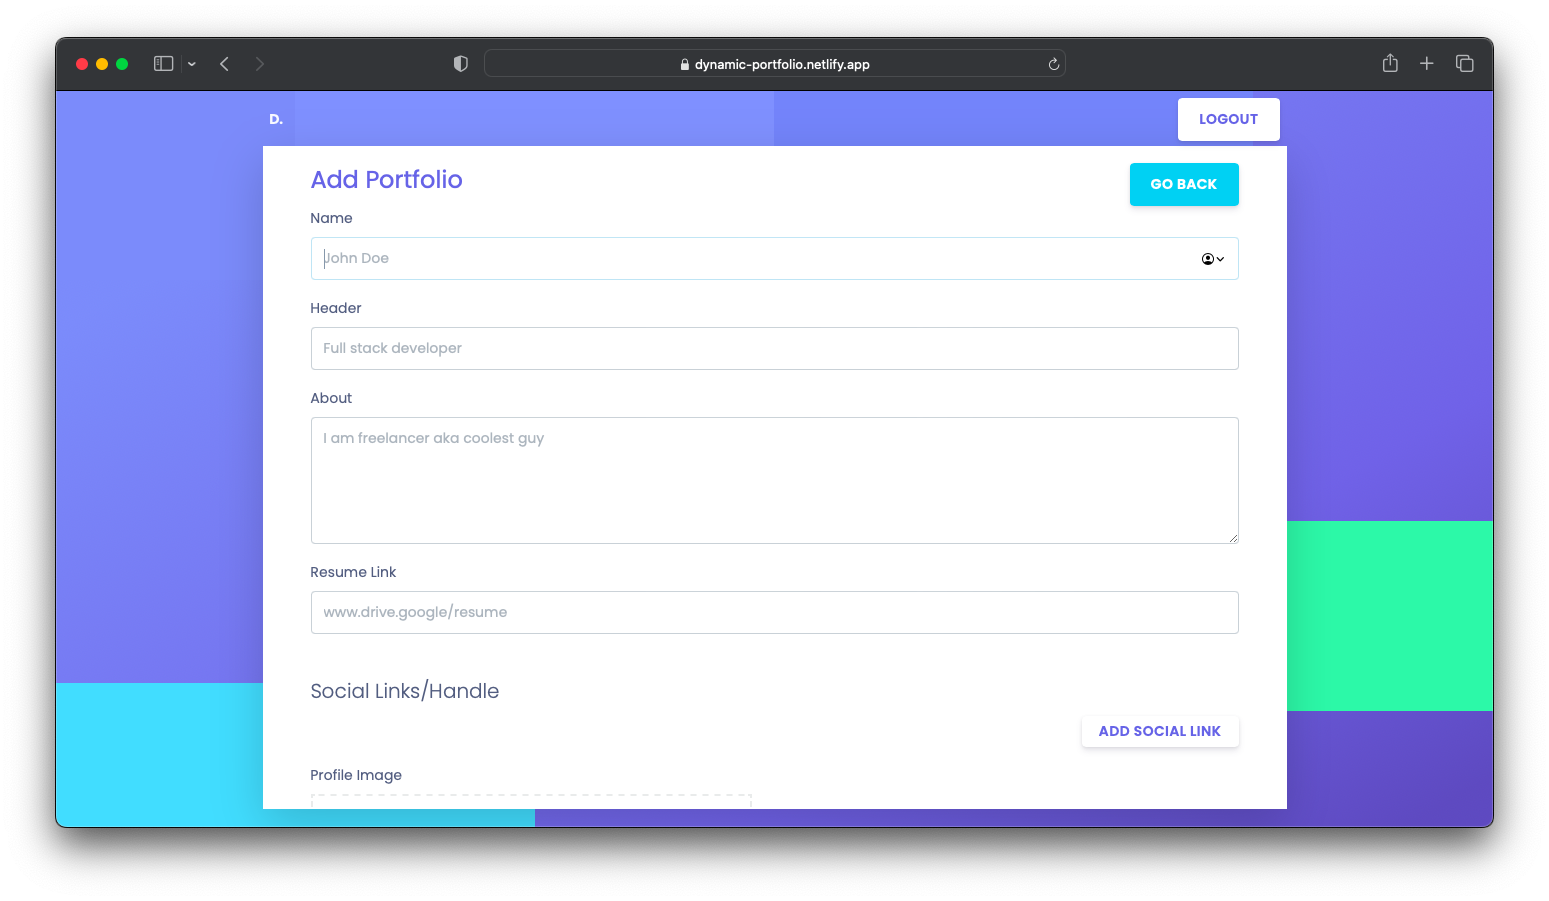 dynamic-portfolio.netlify.app
D.
LOGOUT
Add Portfolio
GO BACK
Name
John Doe
Header
Full stack developer
About
I am freelancer aka coolest guy
Resume Link
www.drive.google/resume
Social Links/Handle
ADD SOCIAL LINK
Profile Image